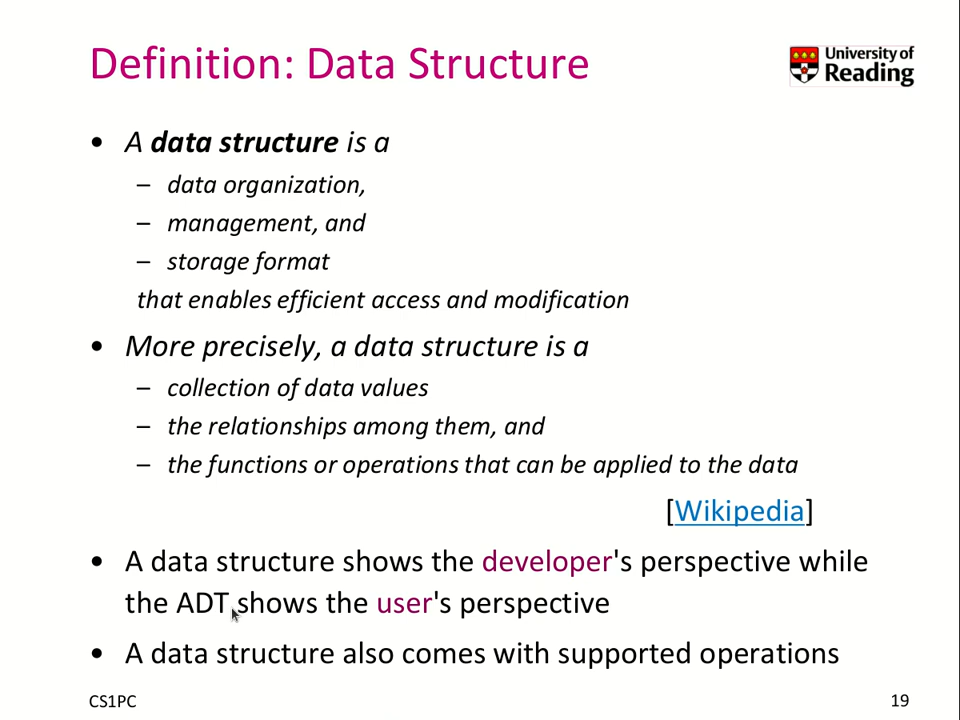 Definition: Data Structure
University of
Reading
• A data structure is a
– data organization,
– management, and
– storage format
that enables efficient access and modification
• More precisely, a data structure is a
– collection of data values
– the relationships among them, and
– the functions or operations that can be applied to the data
[Wikipedia]
• A data structure shows the developer's perspective while
the ADT shows the user's perspective
• A data structure also comes with supported operations
CS1PC
19